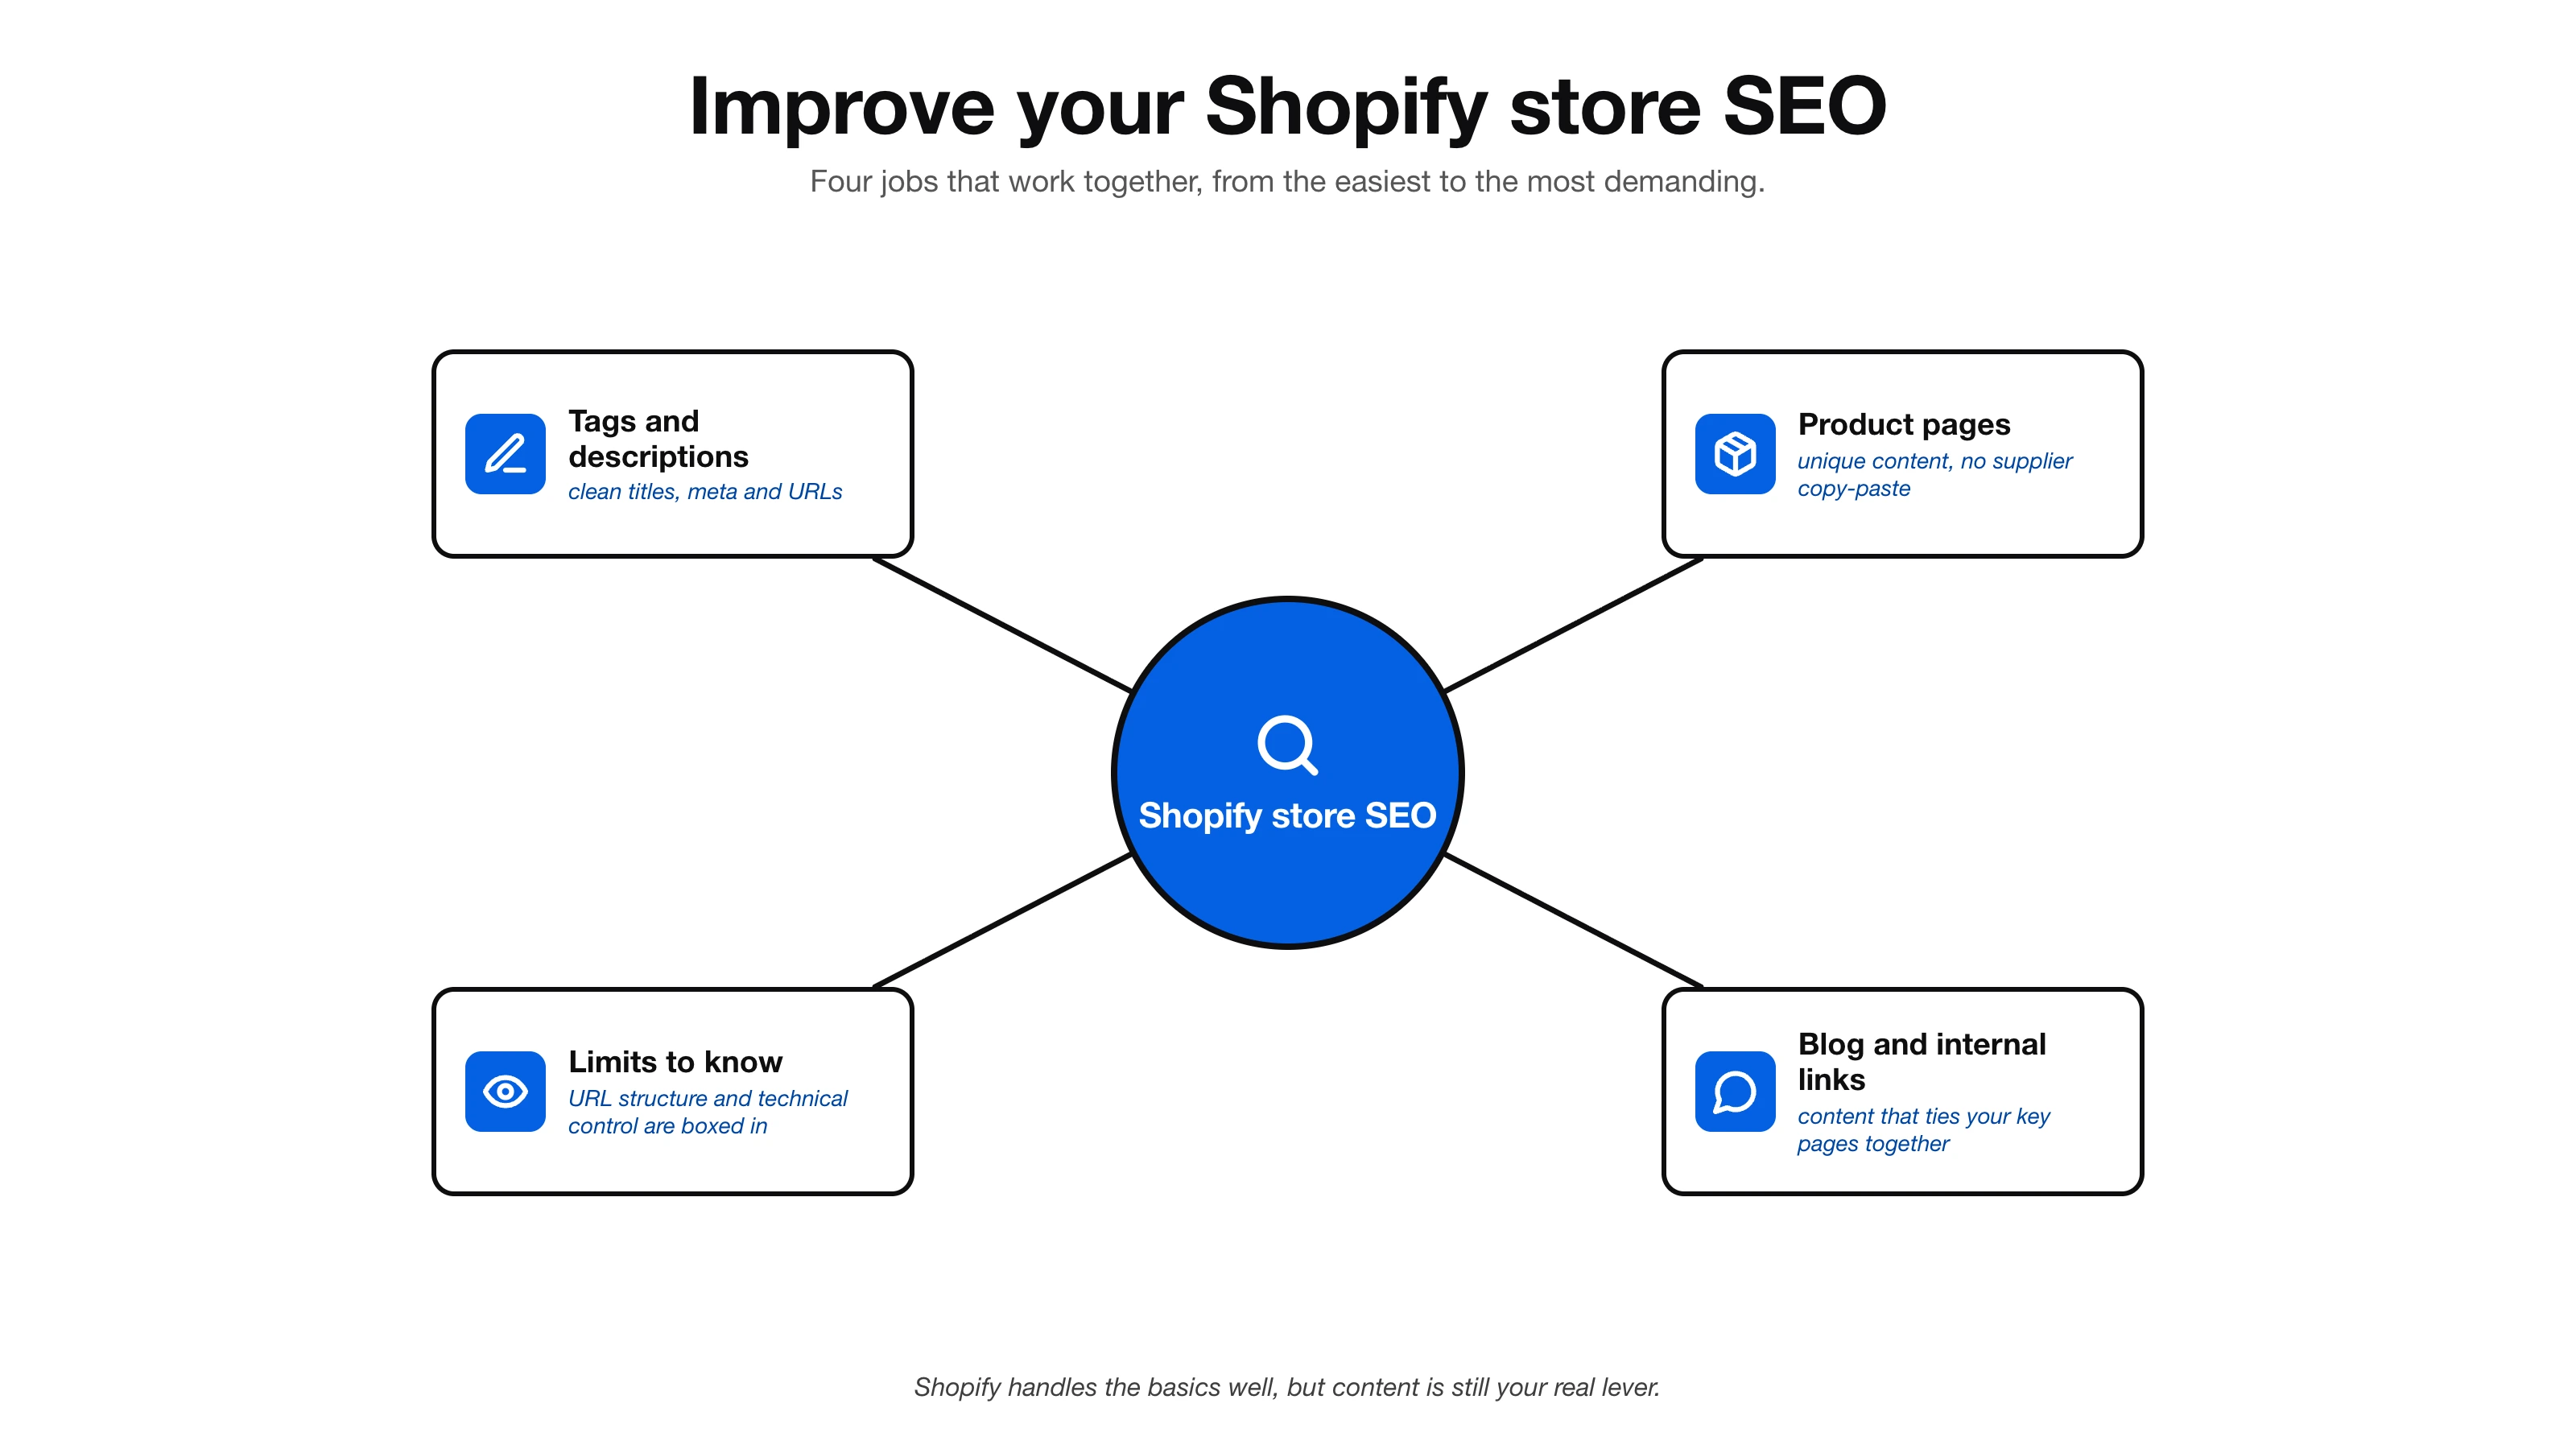 Improve your Shopify store SEO
Four jobs that work together, from the easiest to the most demanding.
Tags and
descriptions
clean titles, meta and URLs
Product pages
unique content, no supplier
copy-paste
Shopify store SEO
Limits to know
URL structure and technical
control are boxed in
Blog and internal
links
content that ties your key
pages together
Shopify handles the basics well, but content is still your real lever.